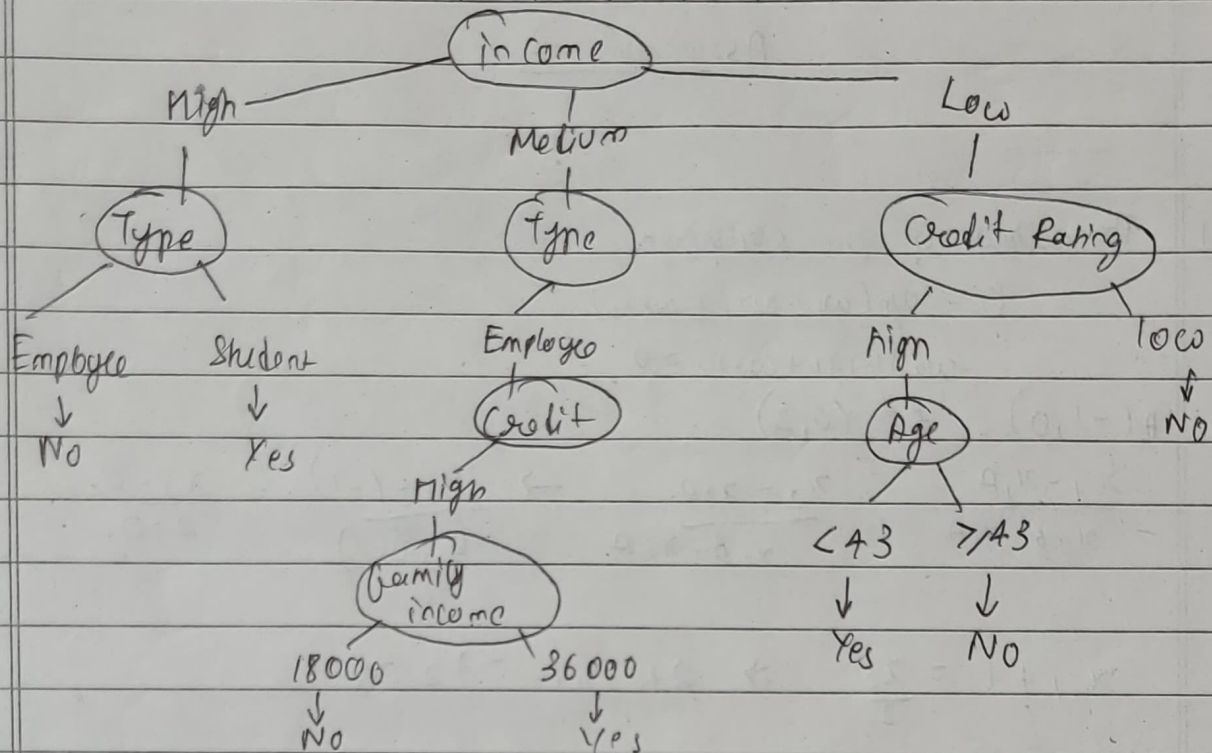 income
High Medium Low
Type Type Credit Rating
Employee Student Employee High low
No Yes Credit Age No
High <43 ≥43
Family
income
Yes No
18000 36000
No Yes